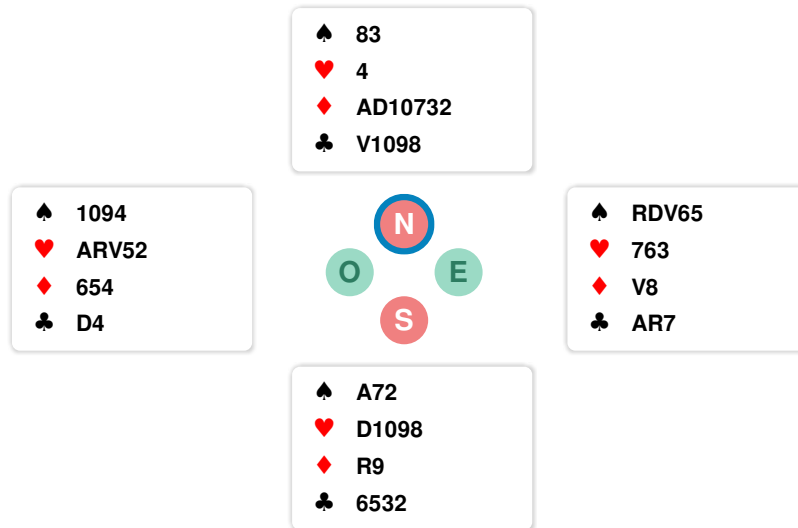 ♠ 83
♥ 4
♦ AD10732
♣ V1098
♠ 1094
♥ ARV52
♦ 654
♣ D4
N
O
E
S
♠ RDV65
♥ 763
♦ V8
♣ AR7
♠ A72
♥ D1098
♦ R9
♣ 6532